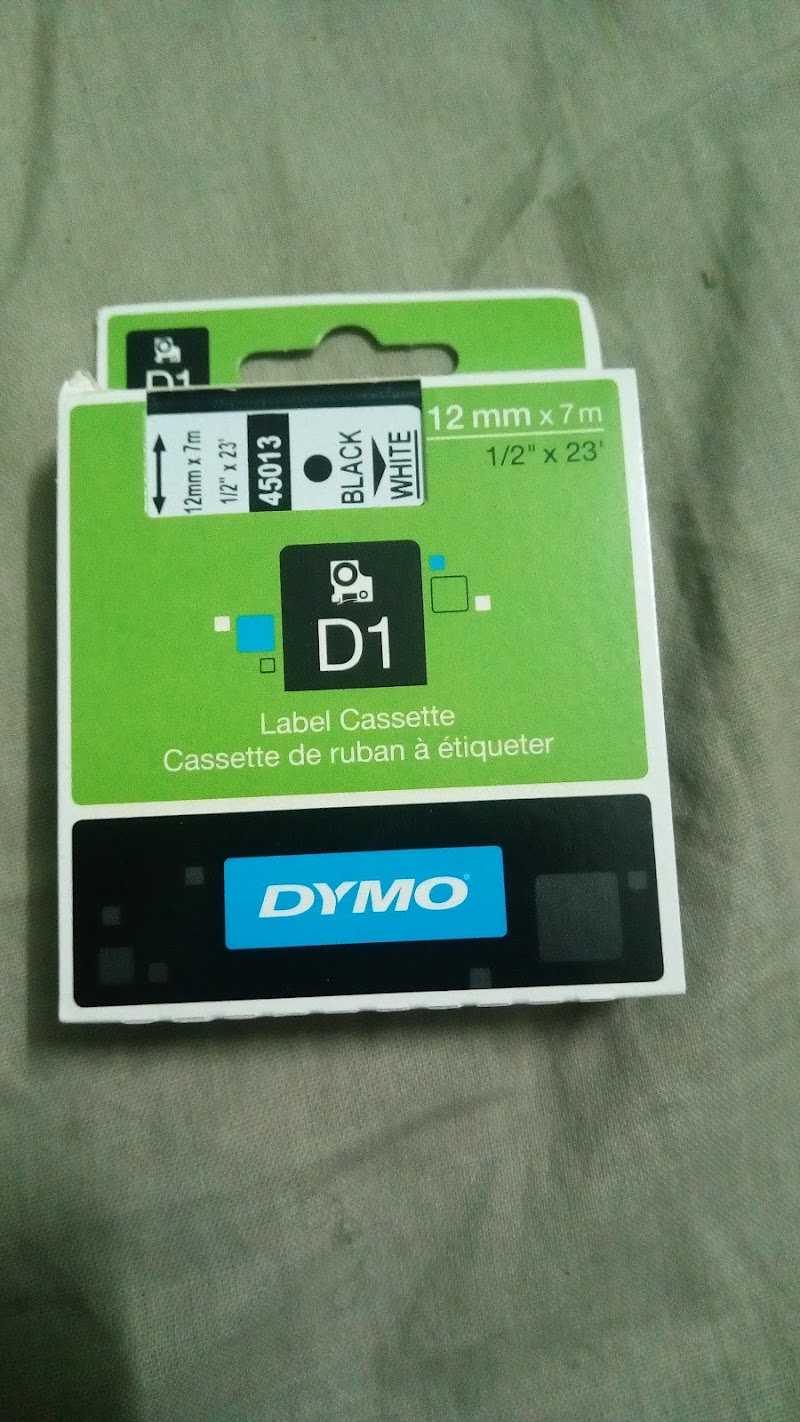 D1
12mm x 7m
1/2" x 23'
45013
BLACK
WHITE
12 mm x 7m
1/2" x 23'
D1
Label Cassette
Cassette de ruban à étiqueter
DYMO®